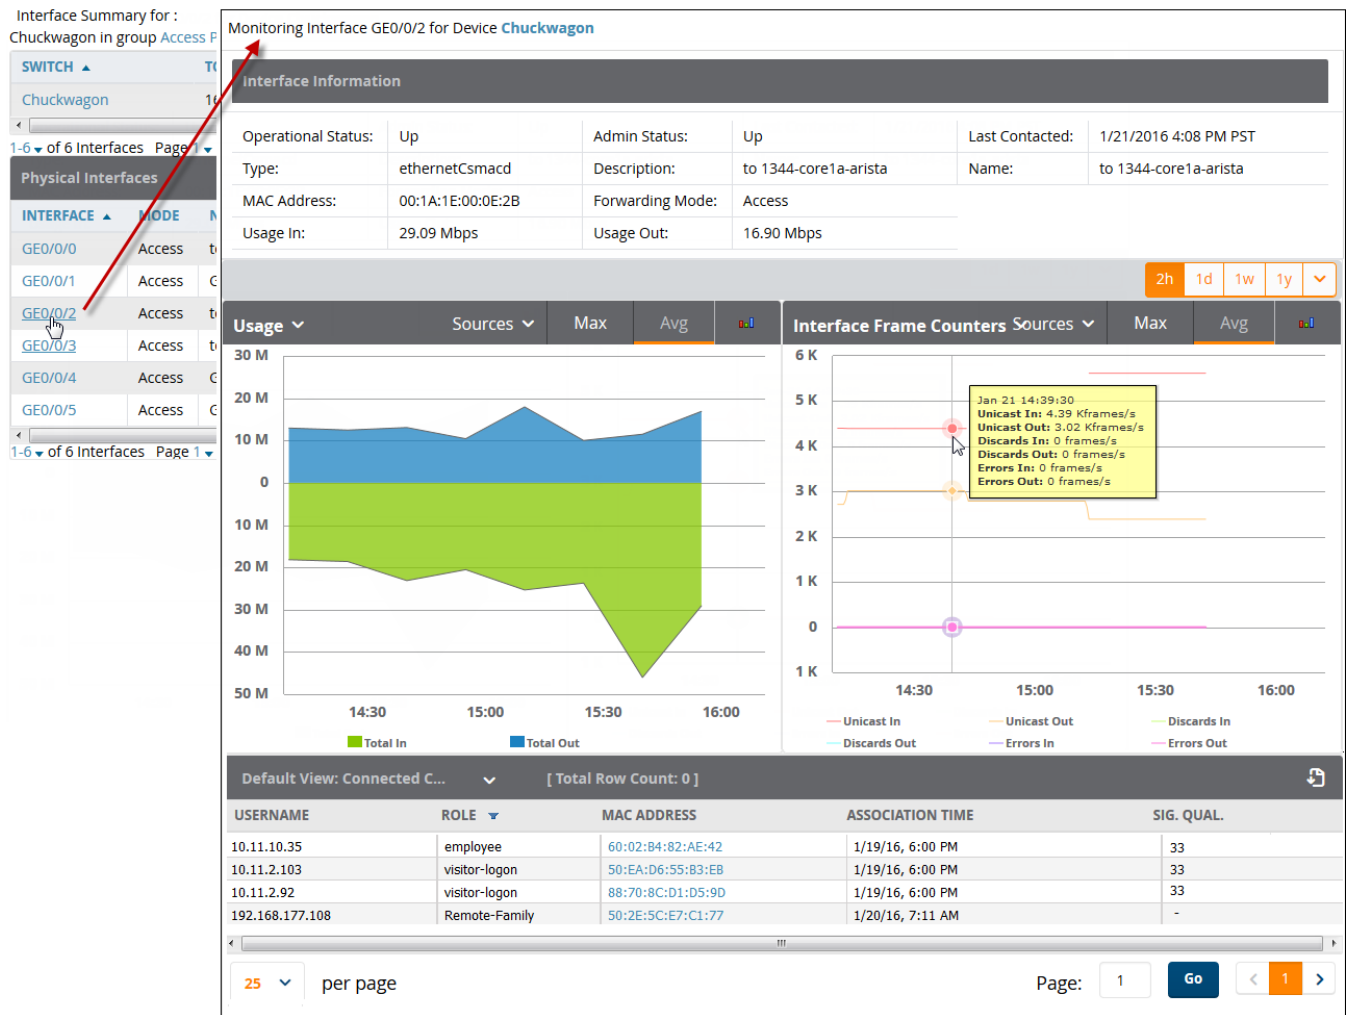 Interface Summary for :
Chuckwagon in group Access P
SWITCH
Chuckwagon
1-6 of 6 Interfaces Page 1
Physical Interfaces
INTERFACE MODE N
GE0/0/0 Access
GE0/0/1 Access
GE0/0/2 Access
GE0/0/3 Access
GE0/0/4 Access
GE0/0/5 Access
1-6 of 6 Interfaces Page 1
Monitoring Interface GE0/0/2 for Device Chuckwagon
Interface Information
Operational Status: Up Admin Status: Up Last Contacted: 1/21/2016 4:08 PM PST
Type: ethernetCsmacd Description: to 1344-core1a-arista Name: to 1344-core1a-arista
MAC Address: 00:1A:1E:00:0E:2B Forwarding Mode: Access
Usage In: 29.09 Mbps Usage Out: 16.90 Mbps
2h 1d 1w 1y
Usage Sources Max Avg
30 M
20 M
10 M
0
10 M
20 M
30 M
40 M
50 M
14:30 15:00 15:30 16:00
Total In Total Out
Interface Frame Counters Sources Max Avg
6 K
5 K
4 K
3 K
2 K
1 K
0
1 K
Jan 21 14:39:30
Unicast In: 4.39 Kframes/s
Unicast Out: 3.02 Kframes/s
Discards In: 0 frames/s
Discards Out: 0 frames/s
Errors In: 0 frames/s
Errors Out: 0 frames/s
14:30 15:00 15:30 16:00
Unicast In Unicast Out Discards In
Discards Out Errors In Errors Out
Default View: Connected C... [ Total Row Count: 0 ]
USERNAME ROLE MAC ADDRESS ASSOCIATION TIME SIG. QUAL.
10.11.10.35 employee 60:02:B4:82:AE:42 1/19/16, 6:00 PM 33
10.11.2.103 visitor-logon 50:EA:D6:55:B3:EB 1/19/16, 6:00 PM 33
10.11.2.92 visitor-logon 88:70:8C:D1:D5:9D 1/19/16, 6:00 PM 33
192.168.177.108 Remote-Family 50:2E:5C:E7:C1:77 1/20/16, 7:11 AM -
25 per page Page: 1 Go < 1 >